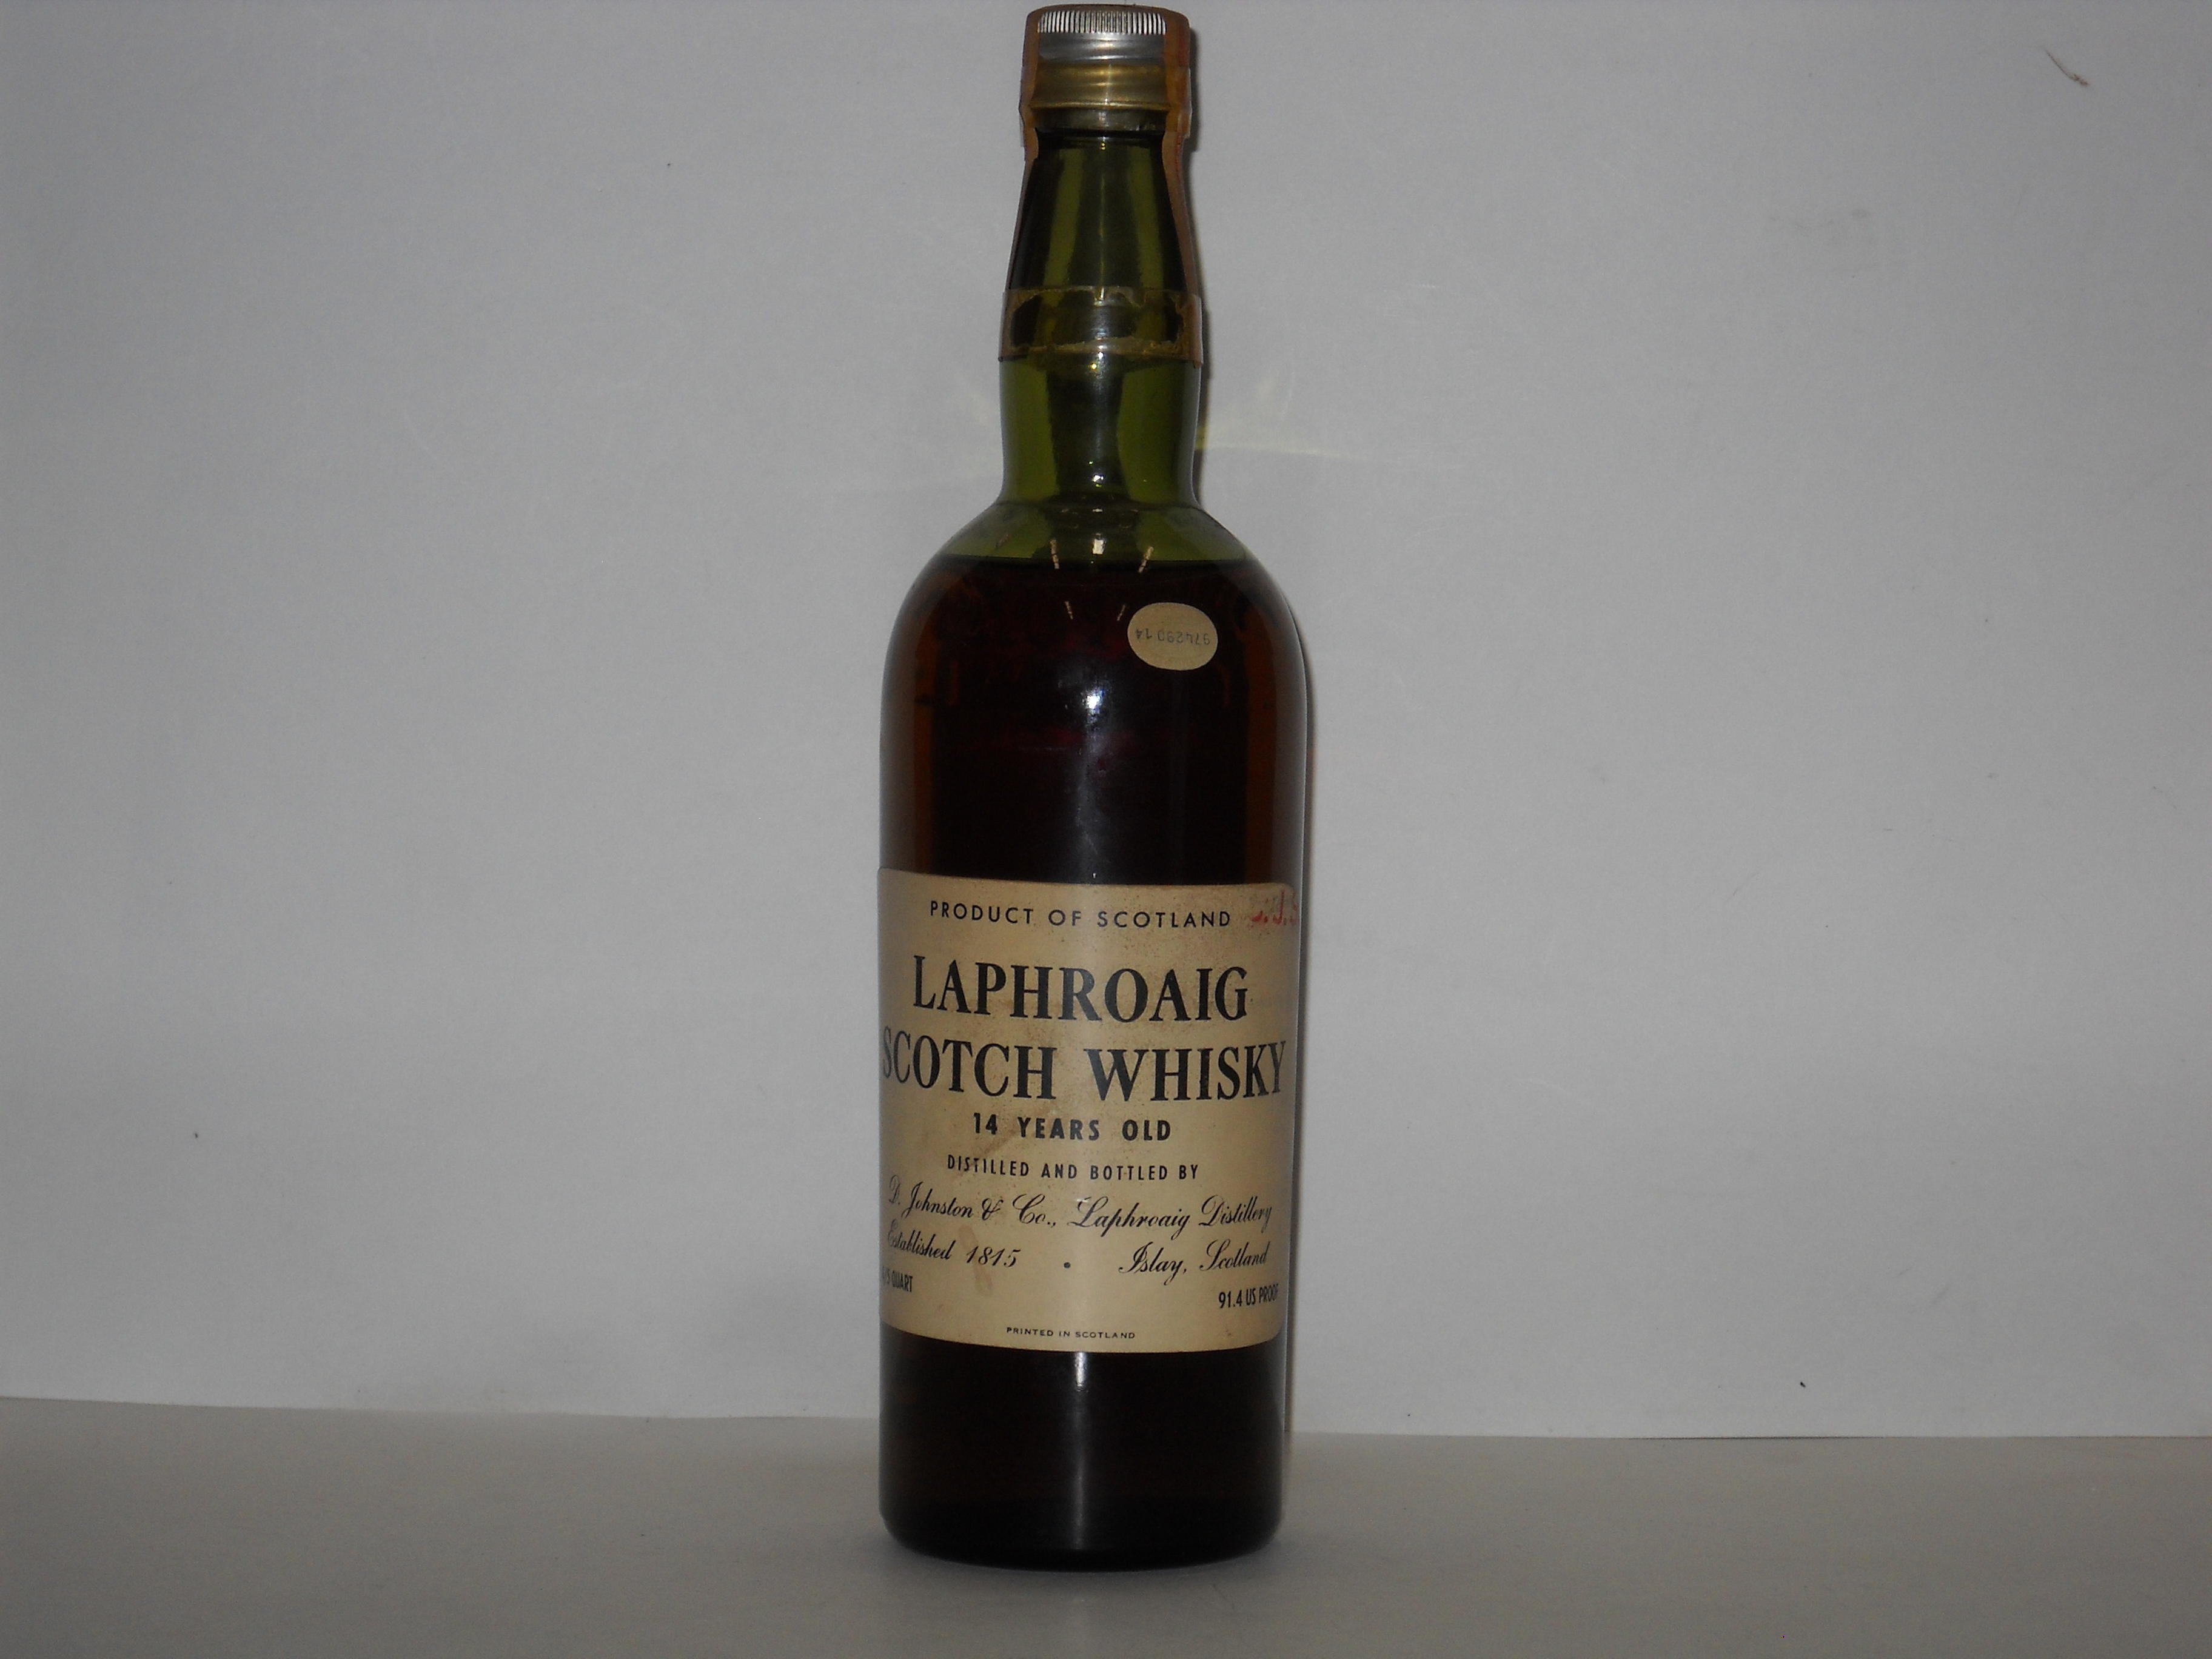 9742890 14
PRODUCT OF SCOTLAND
LAPHROAIG
SCOTCH WHISKY
14 YEARS OLD
DISTILLED AND BOTTLED BY
D. Johnston & Co., Laphroaig Distillery
Established 1815 • Islay, Scotland
QUART 91.4 US PROOF
PRINTED IN SCOTLAND